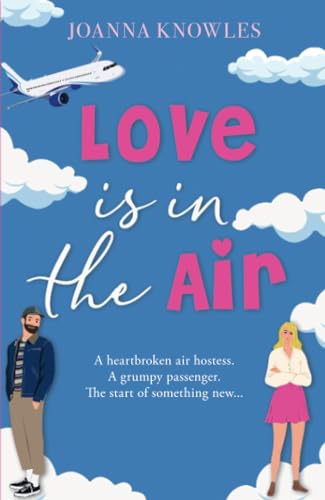 JOANNA KNOWLES
LOVE
is in
the AiR
A heartbroken air hostess.
A grumpy passenger.
The start of something new...